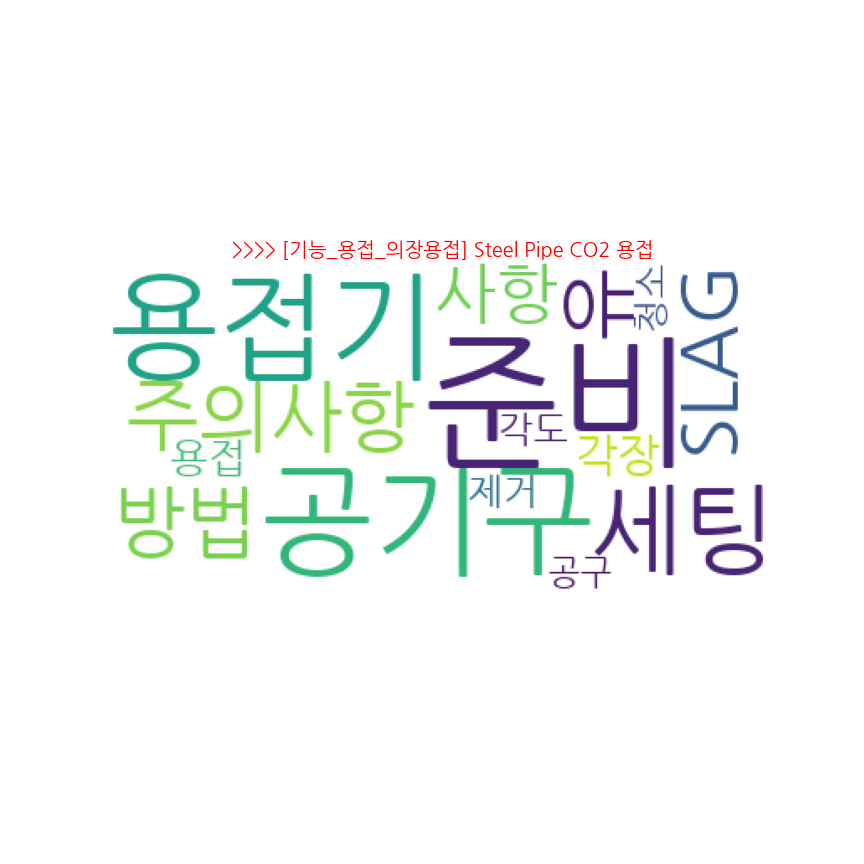 >>>> [기능_용접_의장용접] Steel Pipe CO2 용접
용접기
사항
청소
SLAG
준비
주의사항
각도
용접
각장
방법
공기구
제거
세팅
공구